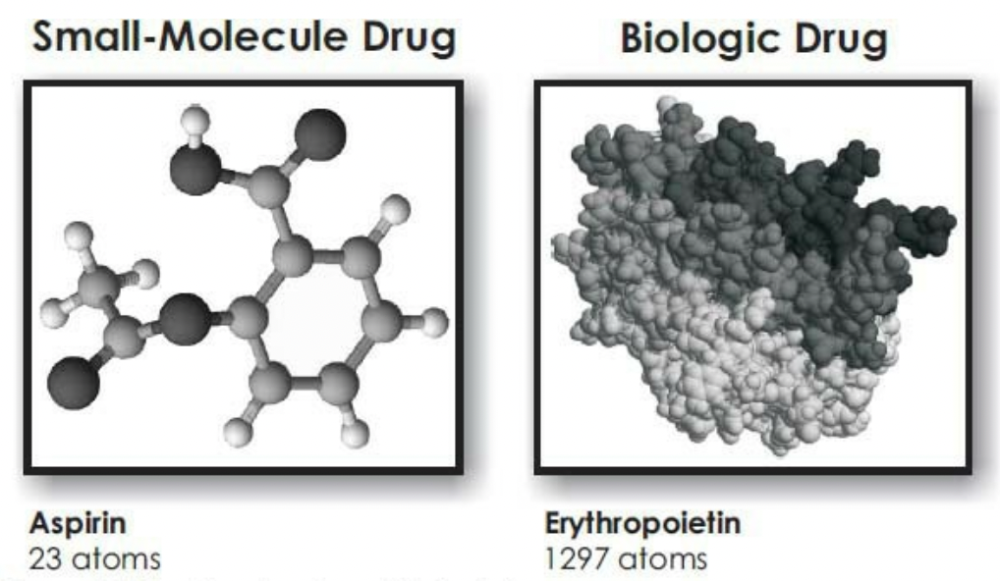 Small-Molecule Drug
Biologic Drug
Aspirin
23 atoms
Erythropoietin
1297 atoms